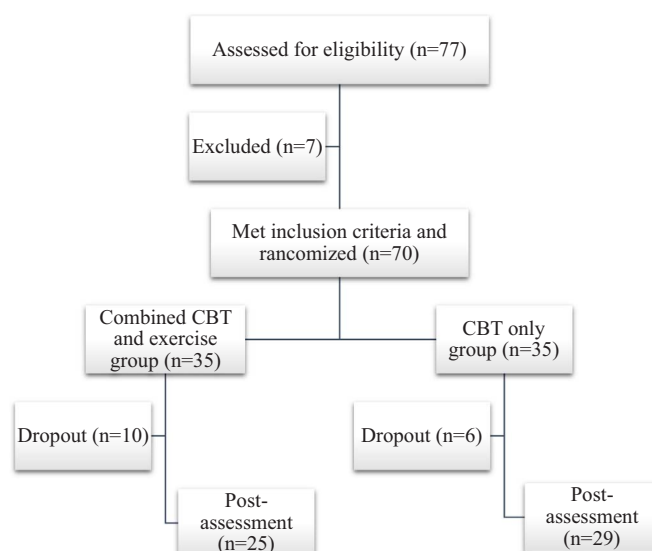 Assessed for eligibility (n=77)
Excluded (n=7)
Met inclusion criteria and
rancomized (n=70)
Combined CBT
and exercise
group (n=35)
CBT only
group (n=35)
Dropout (n=10)
Dropout (n=6)
Post-
assessment
(n=25)
Post-
assessment
(n=29)